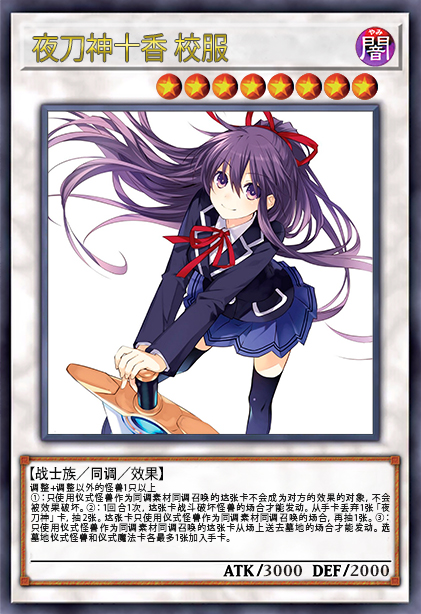 夜刀神十香 校服
やみ
闇
【战士族／同调／效果】
调整+调整以外的怪兽1只以上
①：只使用仪式怪兽作为同调素材同调召唤的这张卡不会成为对方的效果的对象，不会
被效果破坏。②：1回合1次，这张卡战斗破坏怪兽的场合才能发动。从手卡丢弃1张「夜
刀神」卡，抽2张。这张卡只使用仪式怪兽作为同调素材同调召唤的场合，再抽1张。③：
只使用仪式怪兽作为同调素材同调召唤的这张卡从场上送去墓地的场合才能发动。选
墓地仪式怪兽和仪式魔法卡各最多1张加入手卡。
ATK/3000 DEF/2000